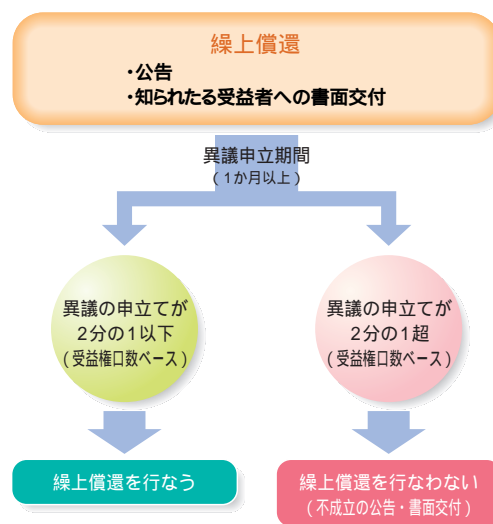 繰上償還
・公告
・知られたる受益者への書面交付
異議申立期間
（1か月以上）
異議の申立てが
2分の1以下
（受益権口数ベース）
異議の申立てが
2分の1超
（受益権口数ベース）
繰上償還を行なう
繰上償還を行なわない
（不成立の公告・書面交付）